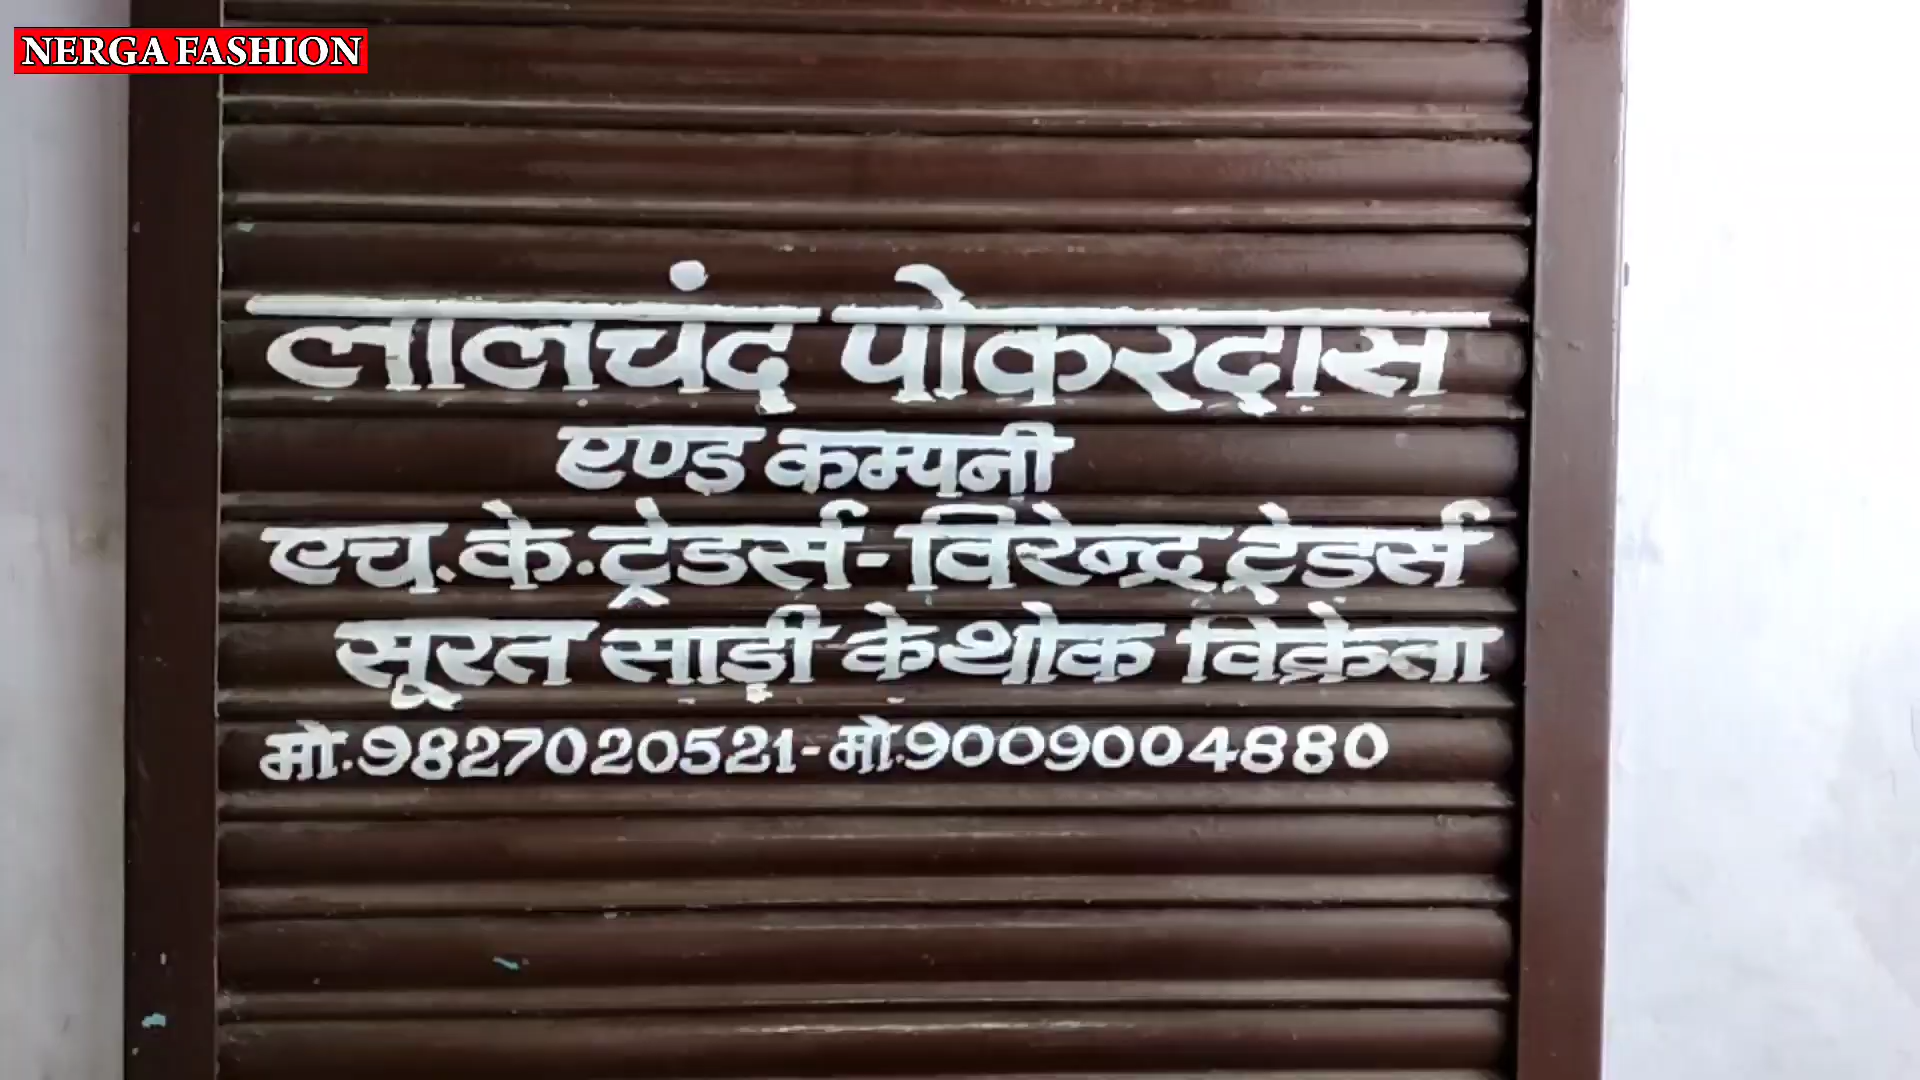 NERGA FASHION
लालचंद पोकरदास
एण्ड कम्पनी
एच.के.ट्रेडर्स-विरेन्द्र ट्रेडर्स
सूरत साड़ी के थोक विक्रेता
मो.9827020521-मो.9009004880